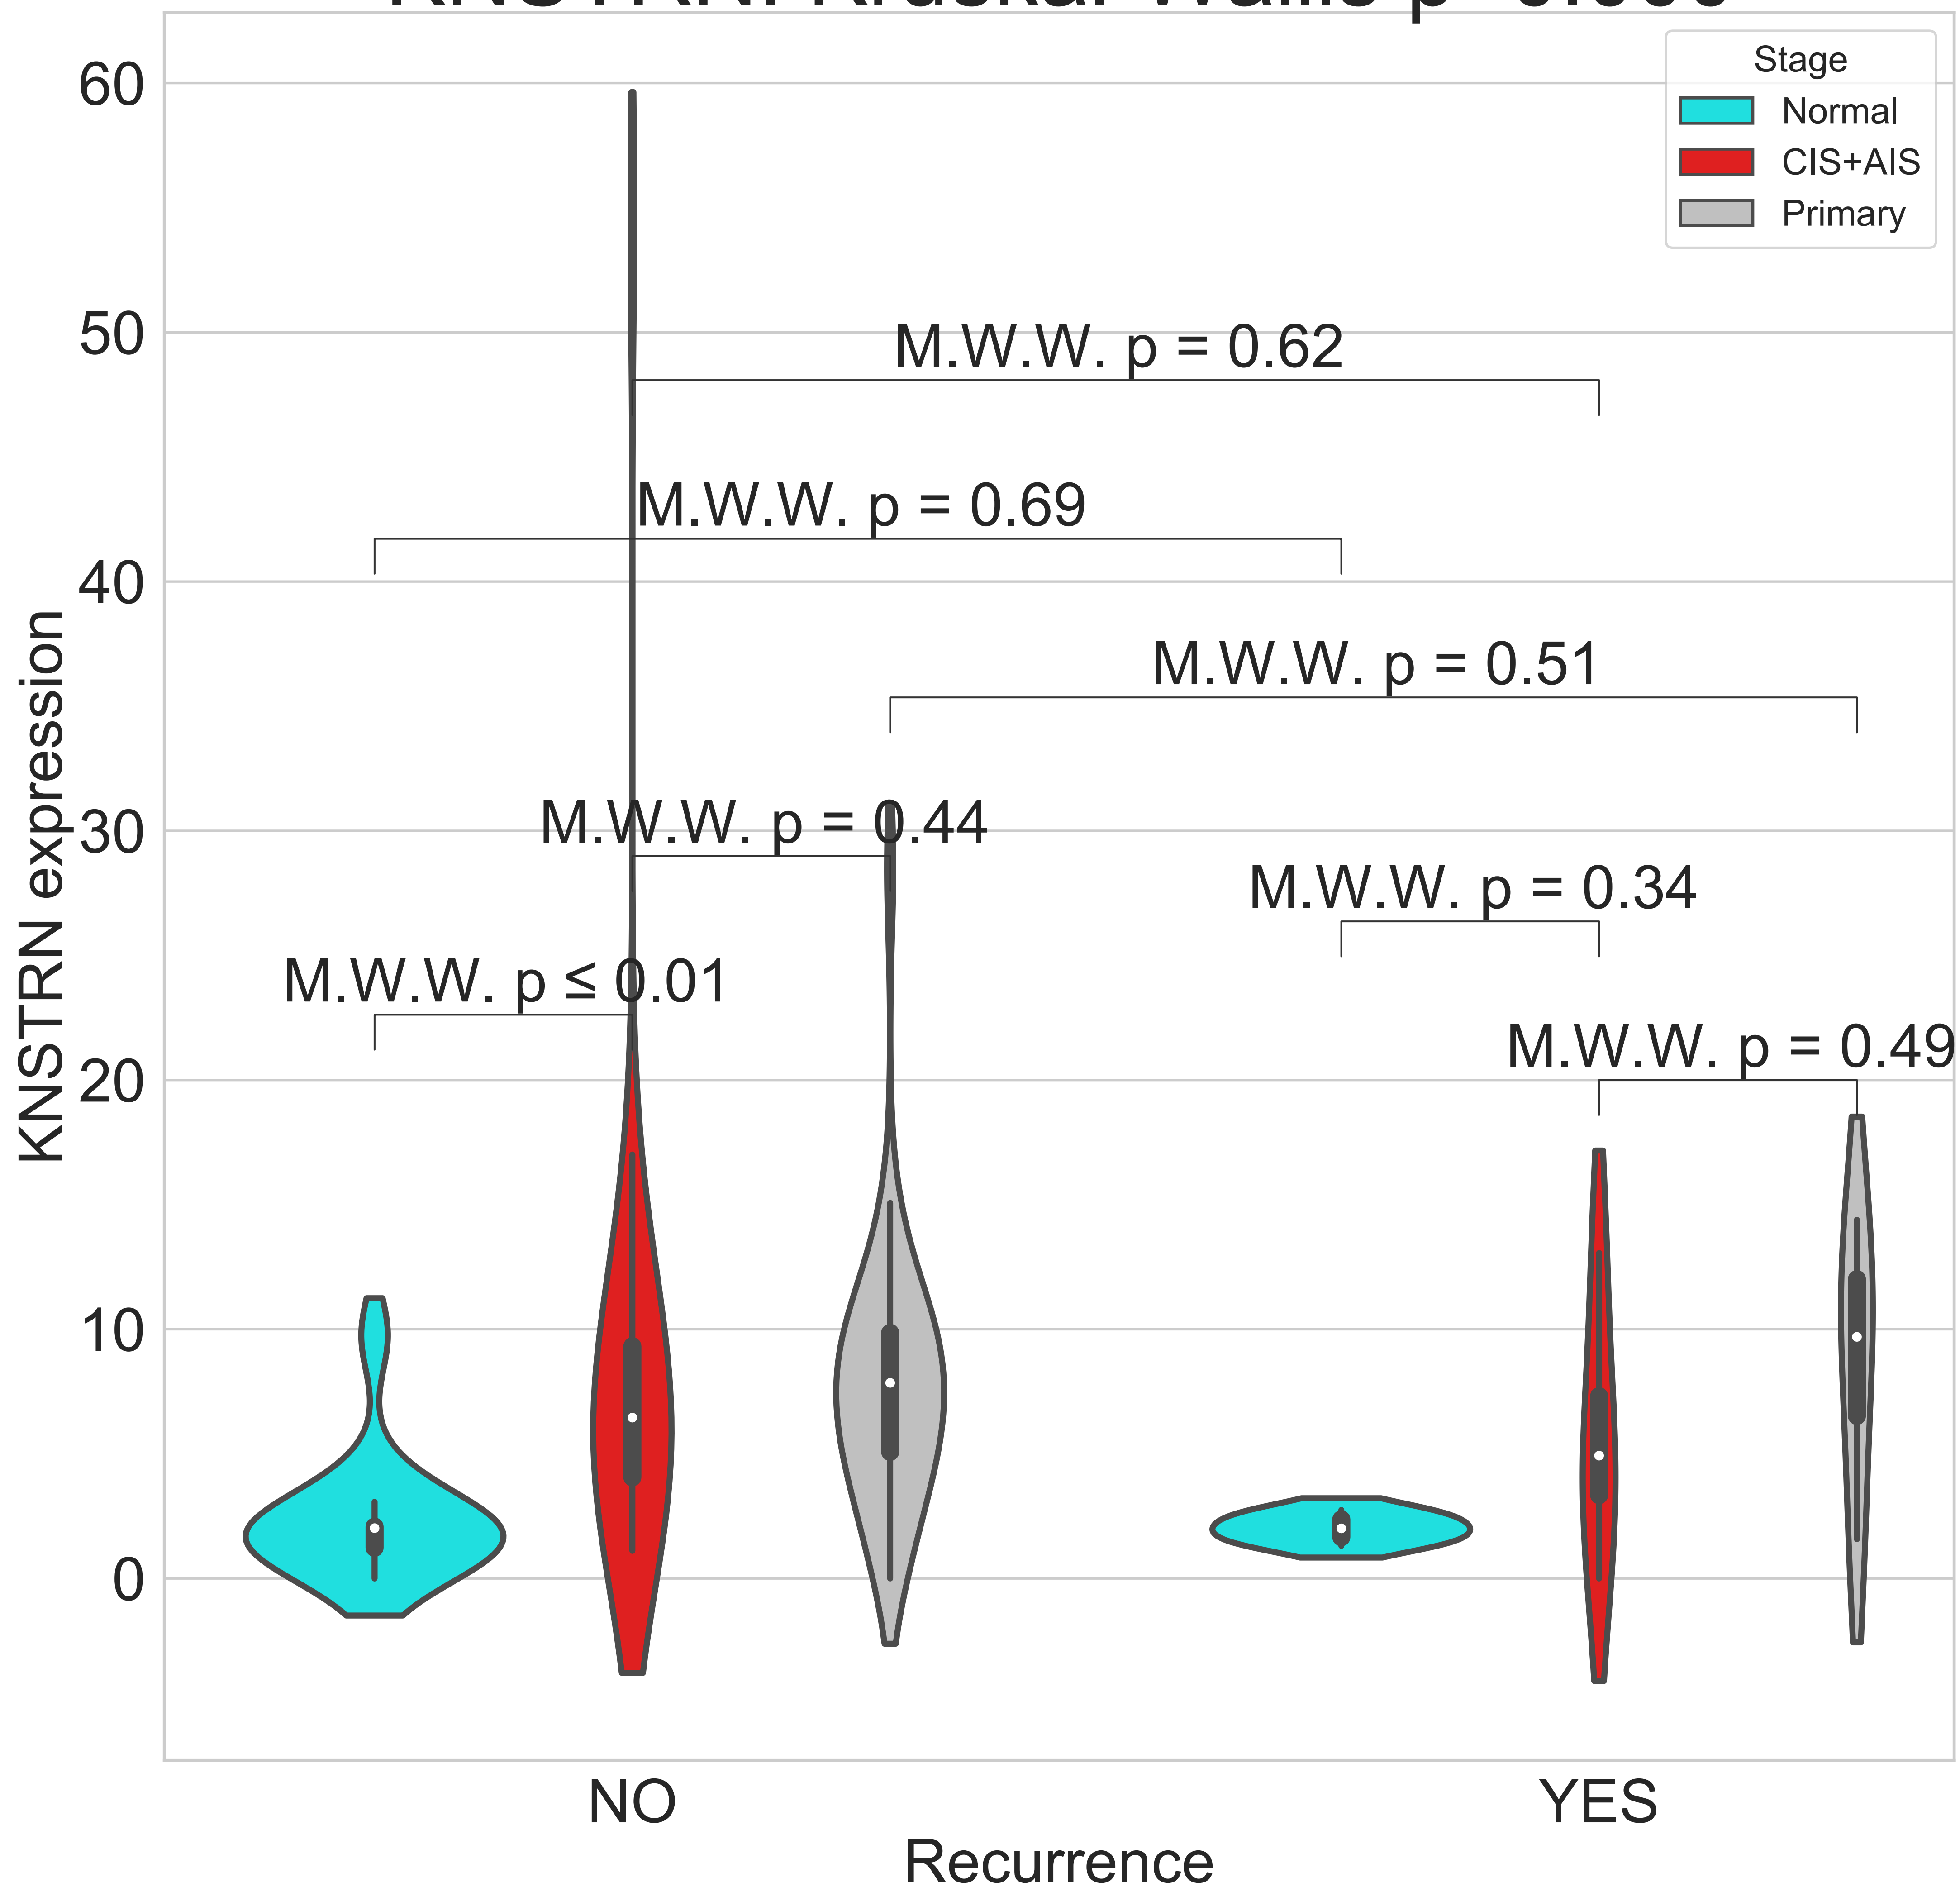 60
50
40
30
20
10
0
KNSTRN expression
Stage
Normal
CIS+AIS
Primary
M.W.W. p = 0.62
M.W.W. p = 0.69
M.W.W. p = 0.51
M.W.W. p = 0.44
M.W.W. p = 0.34
M.W.W. p ≤ 0.01
M.W.W. p = 0.49
NO
YES
Recurrence